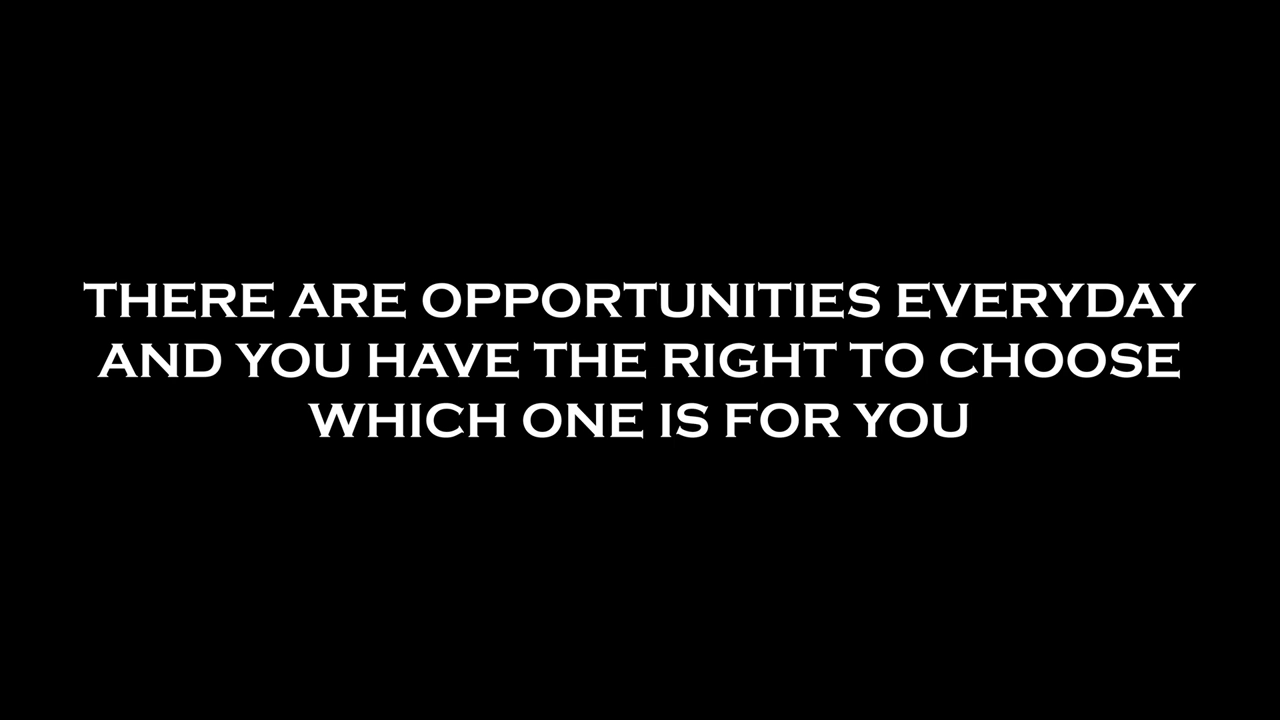 THERE ARE OPPORTUNITIES EVERYDAY
AND YOU HAVE THE RIGHT TO CHOOSE
WHICH ONE IS FOR YOU